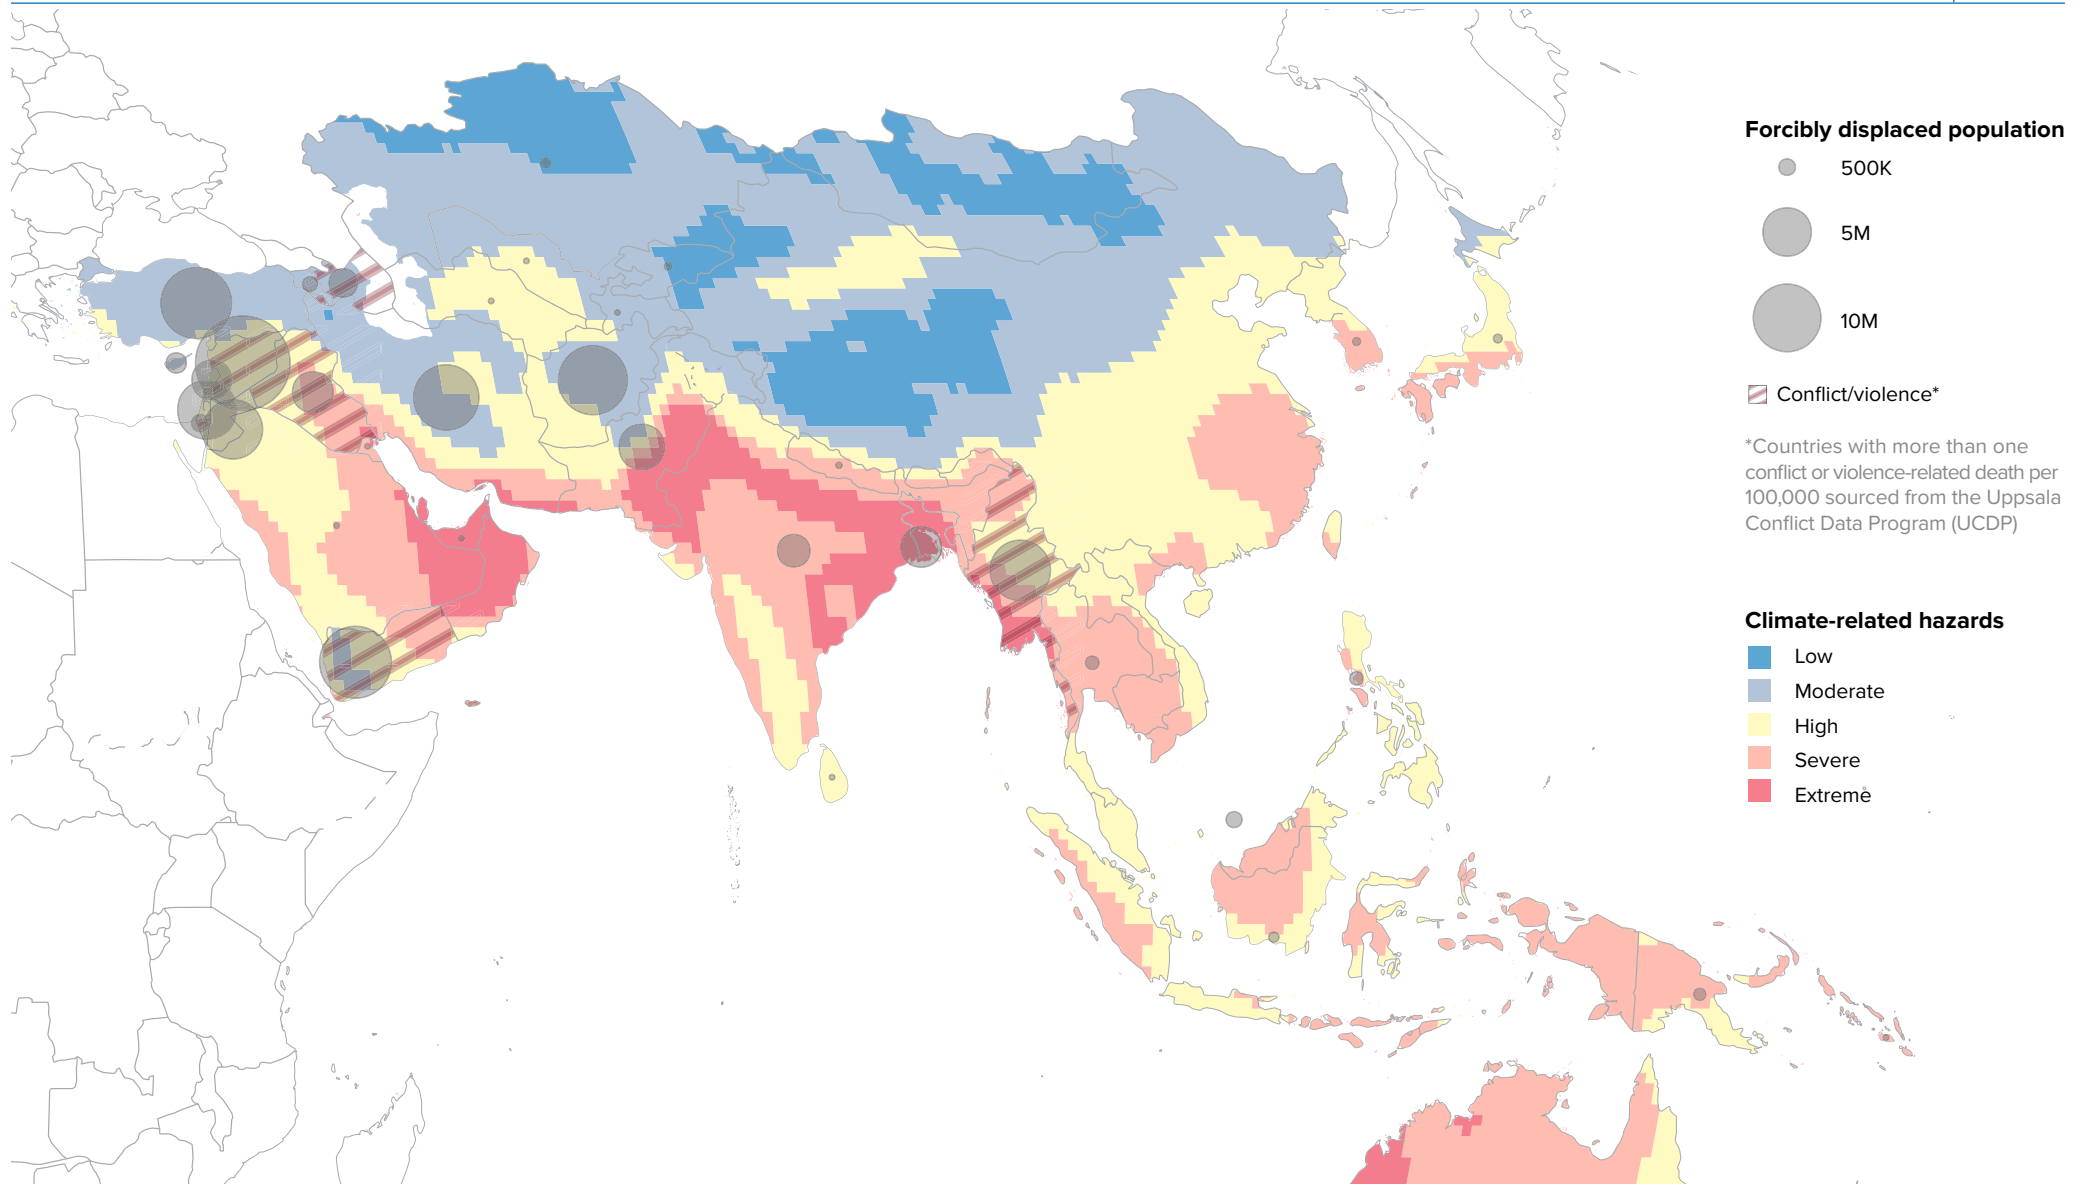 Forcibly displaced population
500K
5M
10M
Conflict/violence*
*Countries with more than one
conflict or violence-related death per
100,000 sourced from the Uppsala
Conflict Data Program (UCDP)
Climate-related hazards
Low
Moderate
High
Severe
Extreme